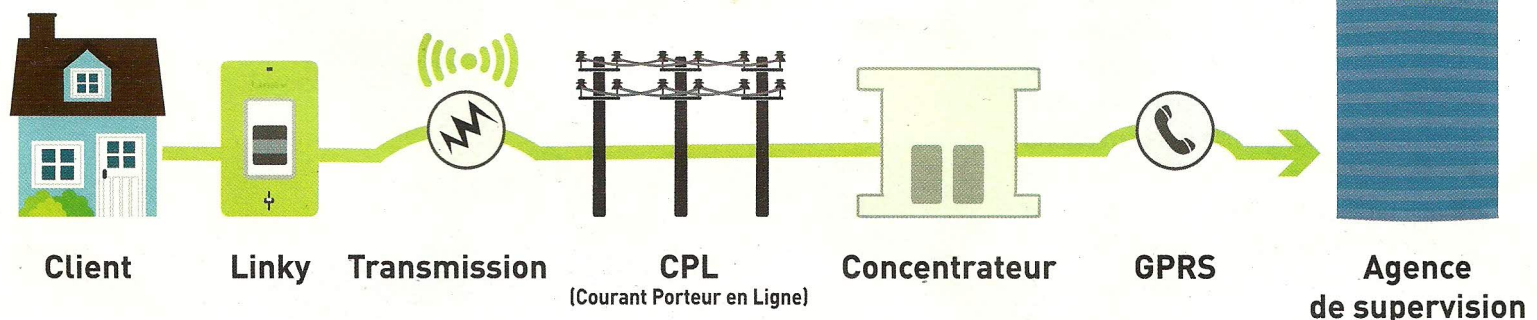 Client
Linky
Transmission
CPL
(Courant Porteur en Ligne)
Concentrateur
GPRS
Agence
de supervision